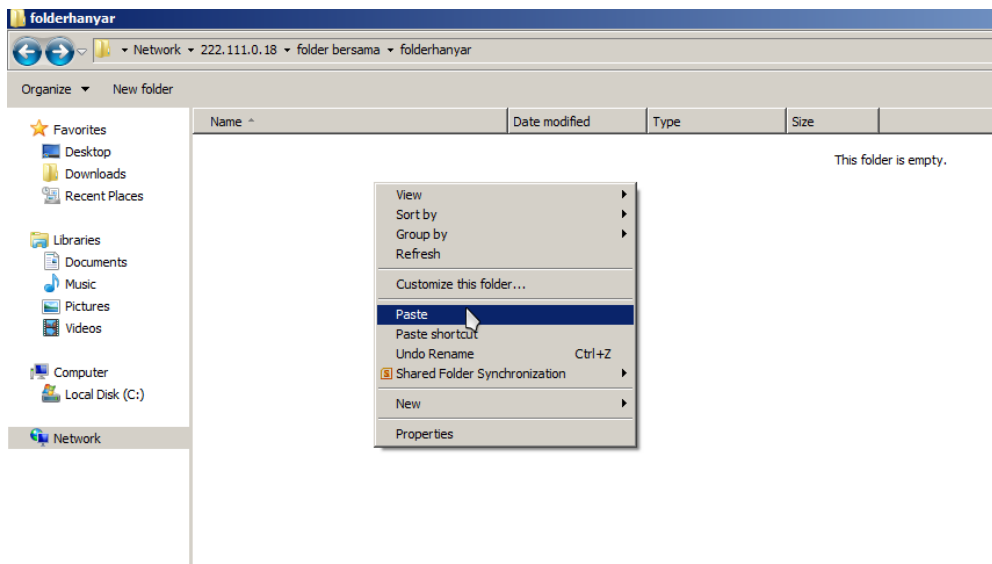 folderhanyar
Network 222.111.0.18 folder bersama folderhanyar
Organize New folder
Name Date modified Type Size
This folder is empty.
Favorites
Desktop
Downloads
Recent Places
Libraries
Documents
Music
Pictures
Videos
Computer
Local Disk (C:)
Network
View
Sort by
Group by
Refresh
Customize this folder...
Paste
Paste shortcut
Undo Rename Ctrl+Z
Shared Folder Synchronization
New
Properties